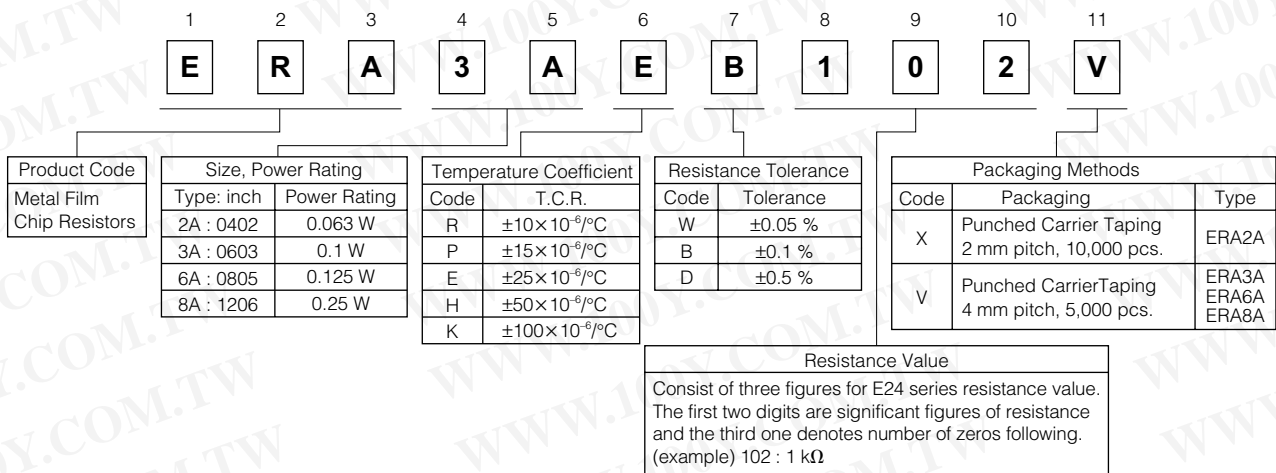 1 2 3 4 5 6 7 8 9 10 11
E R A 3 A E B 1 0 2 V
Product Code
Metal Film
Chip Resistors
Size, Power Rating
Type: inch Power Rating
2A : 0402 0.063 W
3A : 0603 0.1 W
6A : 0805 0.125 W
8A : 1206 0.25 W
Temperature Coefficient
Code T.C.R.
R ±10×10⁻⁶/°C
P ±15×10⁻⁶/°C
E ±25×10⁻⁶/°C
H ±50×10⁻⁶/°C
K ±100×10⁻⁶/°C
Resistance Tolerance
Code Tolerance
W ±0.05 %
B ±0.1 %
D ±0.5 %
Packaging Methods
Code Packaging Type
X Punched Carrier Taping
2 mm pitch, 10,000 pcs.
ERA2A
V Punched CarrierTaping
4 mm pitch, 5,000 pcs.
ERA3A
ERA6A
ERA8A
Resistance Value
Consist of three figures for E24 series resistance value.
The first two digits are significant figures of resistance
and the third one denotes number of zeros following.
(example) 102 : 1 kΩ
WWW.100Y.COM.TW